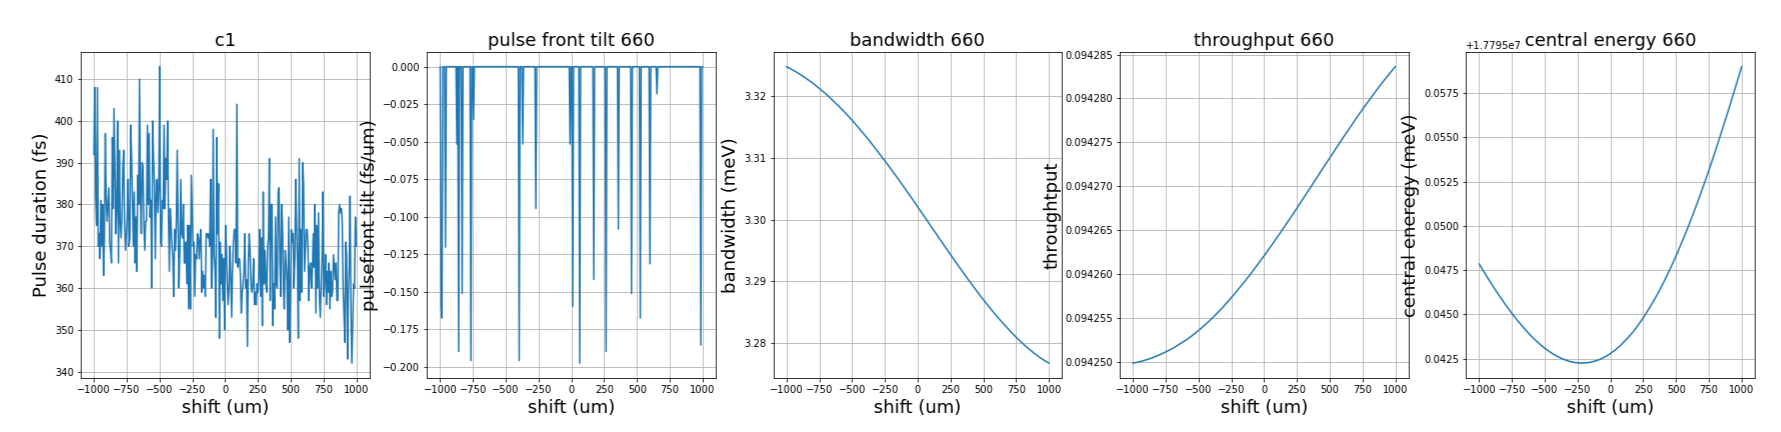 c1
410
400
390
380
370
360
350
340
Pulse duration (fs)
−1000 −750 −500 −250 0 250 500 750 1000
shift (um)
pulse front tilt 660
0.000
−0.025
−0.050
−0.075
−0.100
−0.125
−0.150
−0.175
−0.200
pulsefront tilt (fs/um)
−1000 −750 −500 −250 0 250 500 750 1000
shift (um)
bandwidth 660
3.32
3.31
3.30
3.29
3.28
bandwidth (meV)
−1000 −750 −500 −250 0 250 500 750 1000
shift (um)
throughput 660
0.094285
0.094280
0.094275
0.094270
0.094265
0.094260
0.094255
0.094250
throughtput
−1000 −750 −500 −250 0 250 500 750 1000
shift (um)
+1.7795e7
central energy 660
0.0575
0.0550
0.0525
0.0500
0.0475
0.0450
0.0425
central eneregy (meV)
−1000 −750 −500 −250 0 250 500 750 1000
shift (um)